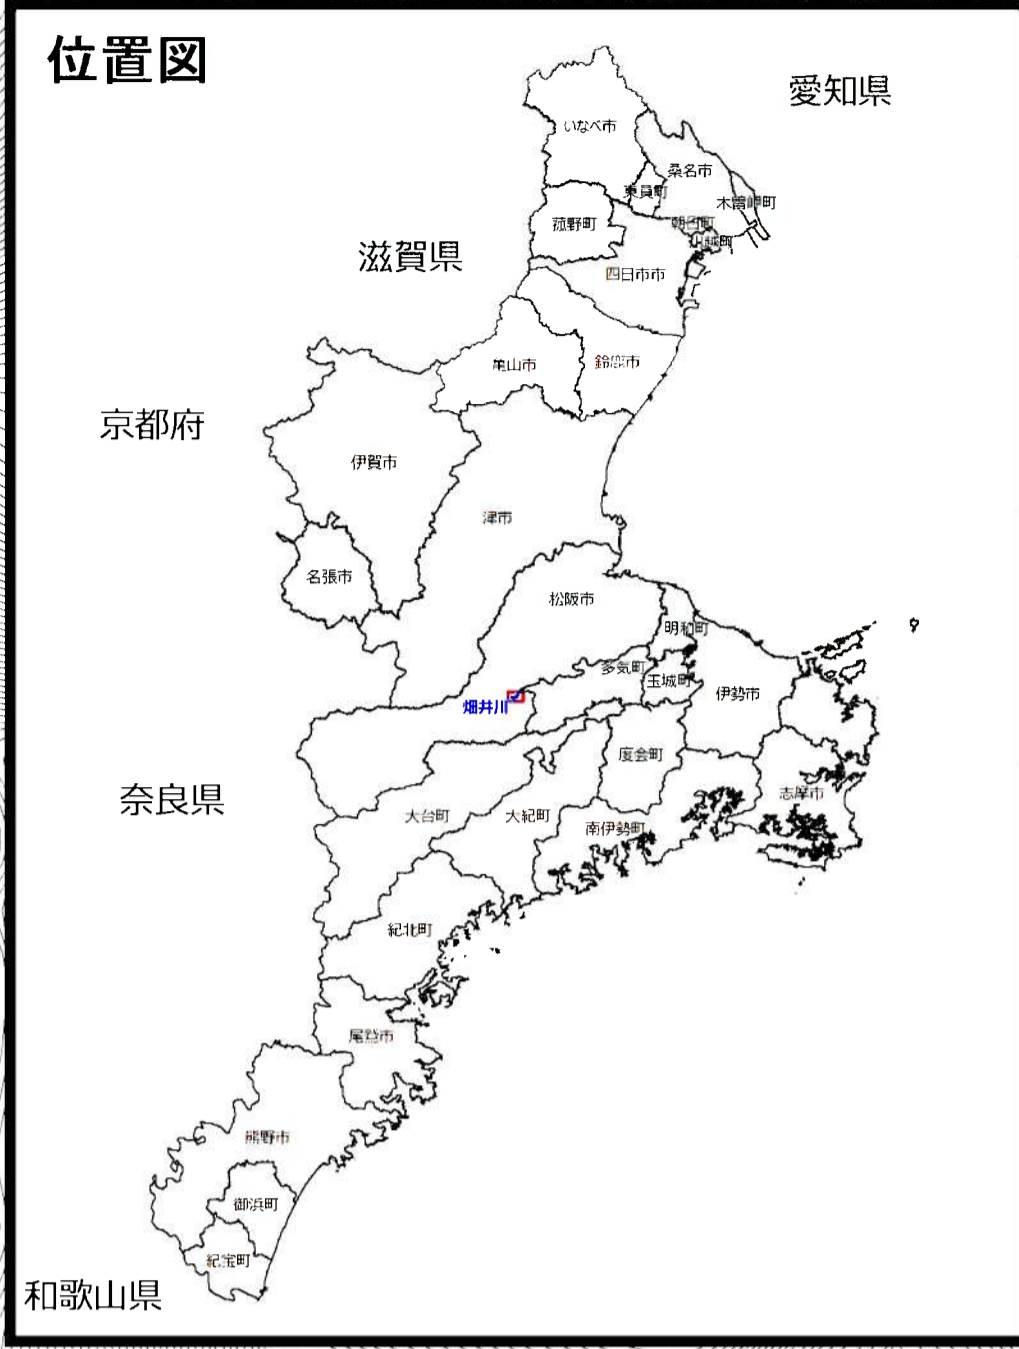 位置図
愛知県
いなべ市
桑名市
東員町
木曽岬町
菰野町
朝日町
川越町
滋賀県
四日市市
亀山市
鈴鹿市
京都府
伊賀市
津市
名張市
松阪市
明和町
多気町
玉城町
伊勢市
畑井川
度会町
奈良県
志摩市
大台町
大紀町
南伊勢町
紀北町
尾鷲市
熊野市
御浜町
紀宝町
和歌山県